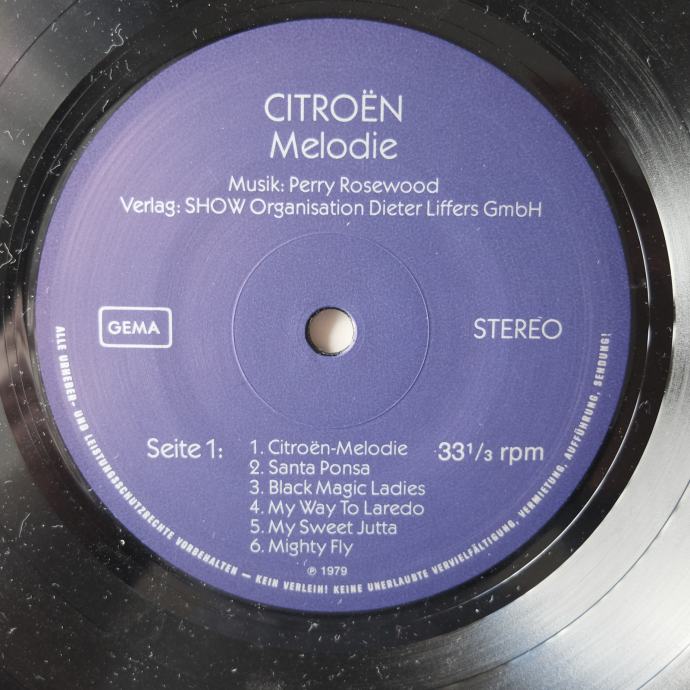 CITROËN
Melodie
Musik: Perry Rosewood
Verlag: SHOW Organisation Dieter Liffers GmbH
GEMA
STEREO
Seite 1: 1. Citroën-Melodie 33 1/3 rpm
2. Santa Ponsa
3. Black Magic Ladies
4. My Way To Laredo
5. My Sweet Jutta
6. Mighty Fly
℗ 1979
ALLE URHEBER- UND LEISTUNGSSCHUTZRECHTE VORBEHALTEN – KEIN VERLEIH! KEINE UNERLAUBTE VERVIELFÄLTIGUNG, VERMIETUNG, AUFFÜHRUNG, SENDUNG!